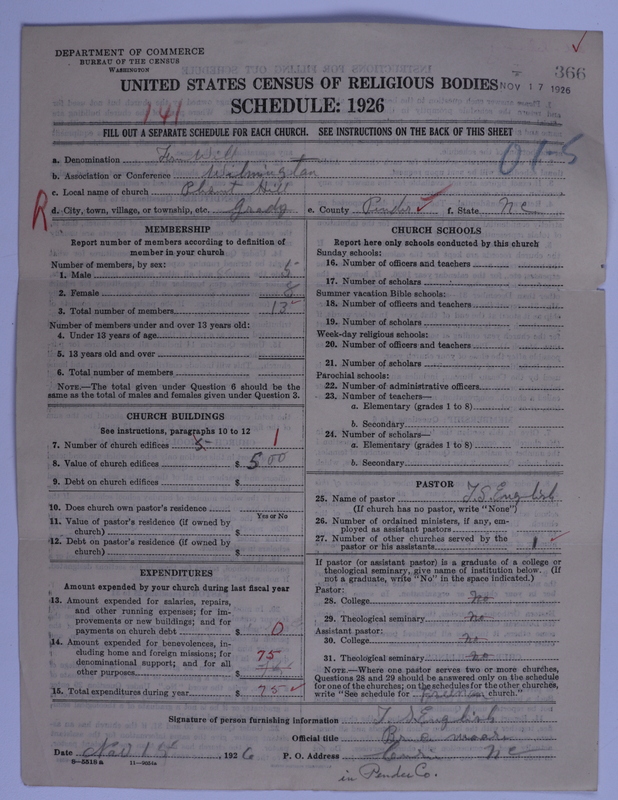 DEPARTMENT OF COMMERCE
BUREAU OF THE CENSUS
WASHINGTON
366
UNITED STATES CENSUS OF RELIGIOUS BODIES
NOV 17 1926
SCHEDULE: 1926
141
FILL OUT A SEPARATE SCHEDULE FOR EACH CHURCH. SEE INSTRUCTIONS ON THE BACK OF THIS SHEET
a. Denomination Free Will
b. Association or Conference Wilmington
c. Local name of church Hill
R d. City, town, village, or township, etc. Grady e. County Pender f. State NC
MEMBERSHIP
Report number of members according to definition of
member in your church
Number of members, by sex:
1. Male 5
2. Female 8
3. Total number of members 13
Number of members under and over 13 years old:
4. Under 13 years of age
5. 13 years old and over
6. Total number of members
NOTE.—The total given under Question 6 should be the
same as the total of males and females given under Question 3.
CHURCH BUILDINGS
See instructions, paragraphs 10 to 12
7. Number of church edifices 1
8. Value of church edifices $ 500
9. Debt on church edifices $
10. Does church own pastor's residence
Yes or No
11. Value of pastor's residence (if owned by
church) $
12. Debt on pastor's residence (if owned by
church) $
EXPENDITURES
Amount expended by your church during last fiscal year
13. Amount expended for salaries, repairs,
and other running expenses; for im-
provements or new buildings; and for
payments on church debt $ 0
14. Amount expended for benevolences, in-
cluding home and foreign missions; for
denominational support; and for all
other purposes $ 75
15. Total expenditures during year $ 75
CHURCH SCHOOLS
Report here only schools conducted by this church
Sunday schools:
16. Number of officers and teachers
17. Number of scholars
Summer vacation Bible schools:
18. Number of officers and teachers
19. Number of scholars
Week-day religious schools:
20. Number of officers and teachers
21. Number of scholars
Parochial schools:
22. Number of administrative officers
23. Number of teachers—
a. Elementary (grades 1 to 8)
b. Secondary
24. Number of scholars—
a. Elementary (grades 1 to 8)
b. Secondary
PASTOR
25. Name of pastor T. S. English
(If church has no pastor, write "None")
26. Number of ordained ministers, if any, em-
ployed as assistant pastors
27. Number of other churches served by the
pastor or his assistants 1
If pastor (or assistant pastor) is a graduate of a college or
theological seminary, give name of institution below. (If
not a graduate, write "No" in the space indicated.)
Pastor:
28. College No
29. Theological seminary No
Assistant pastor:
30. College No
31. Theological seminary No
NOTE.—Where one pastor serves two or more churches,
Questions 28 and 29 should be answered only on the schedule
for one of the churches; on the schedules for the other churches,
write "See schedule for church."
Signature of person furnishing information T. S English
Official title
Date Nov 14, 1926 P. O. Address NC
8-5518 a
in Pender Co.